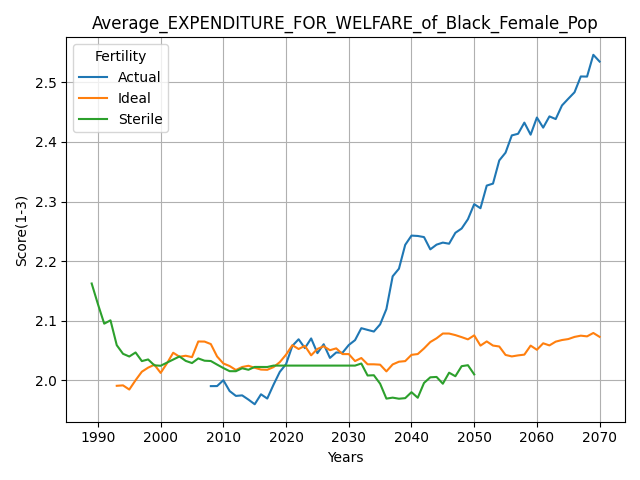 Average_EXPENDITURE_FOR_WELFARE_of_Black_Female_Pop
Fertility
Actual
Ideal
Sterile
Score(1-3)
2.5
2.4
2.3
2.2
2.1
2.0
1990 2000 2010 2020 2030 2040 2050 2060 2070
Years